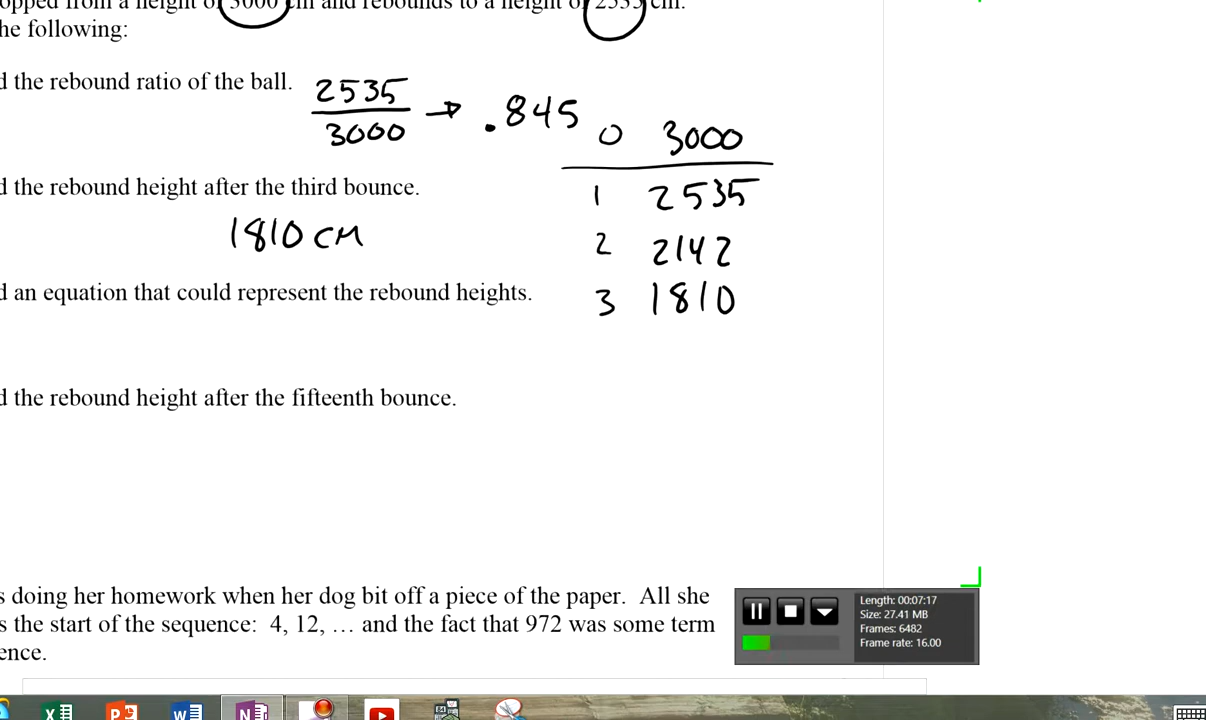 opped from a height of 3000 cm and rebounds to a height of 2535 cm.
he following:
d the rebound ratio of the ball. 2535/3000 → .845
0 3000
d the rebound height after the third bounce.
1 2535
1810 CM
2 2142
d an equation that could represent the rebound heights.
3 1810
d the rebound height after the fifteenth bounce.
s doing her homework when her dog bit off a piece of the paper. All she
s the start of the sequence: 4, 12, … and the fact that 972 was some term
ence.
Length: 00:07:17
Size: 27.41 MB
Frames: 6482
Frame rate: 16.00